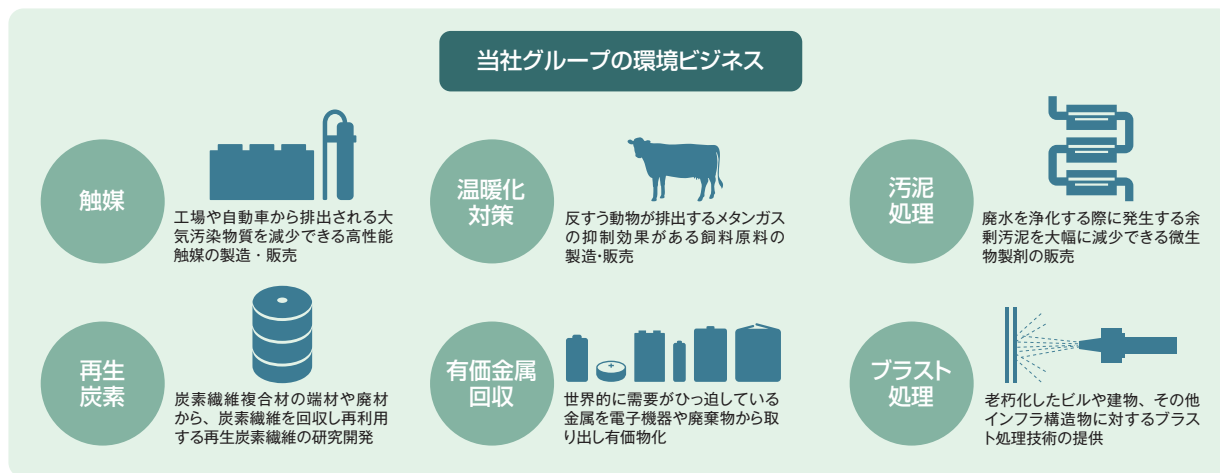 当社グループの環境ビジネス
触媒
工場や自動車から排出される大
気汚染物質を減少できる高性能
触媒の製造・販売
温暖化
対策
反すう動物が排出するメタンガス
の抑制効果がある飼料原料の
製造・販売
汚泥
処理
廃水を浄化する際に発生する余
剰汚泥を大幅に減少できる微生
物製剤の販売
再生
炭素
炭素繊維複合材の端材や廃材
から、炭素繊維を回収し再利用
する再生炭素繊維の研究開発
有価金属
回収
世界的に需要がひっ迫している
金属を電子機器や廃棄物から取
り出し有価物化
ブラスト
処理
老朽化したビルや建物、その他
インフラ構造物に対するブラス
ト処理技術の提供